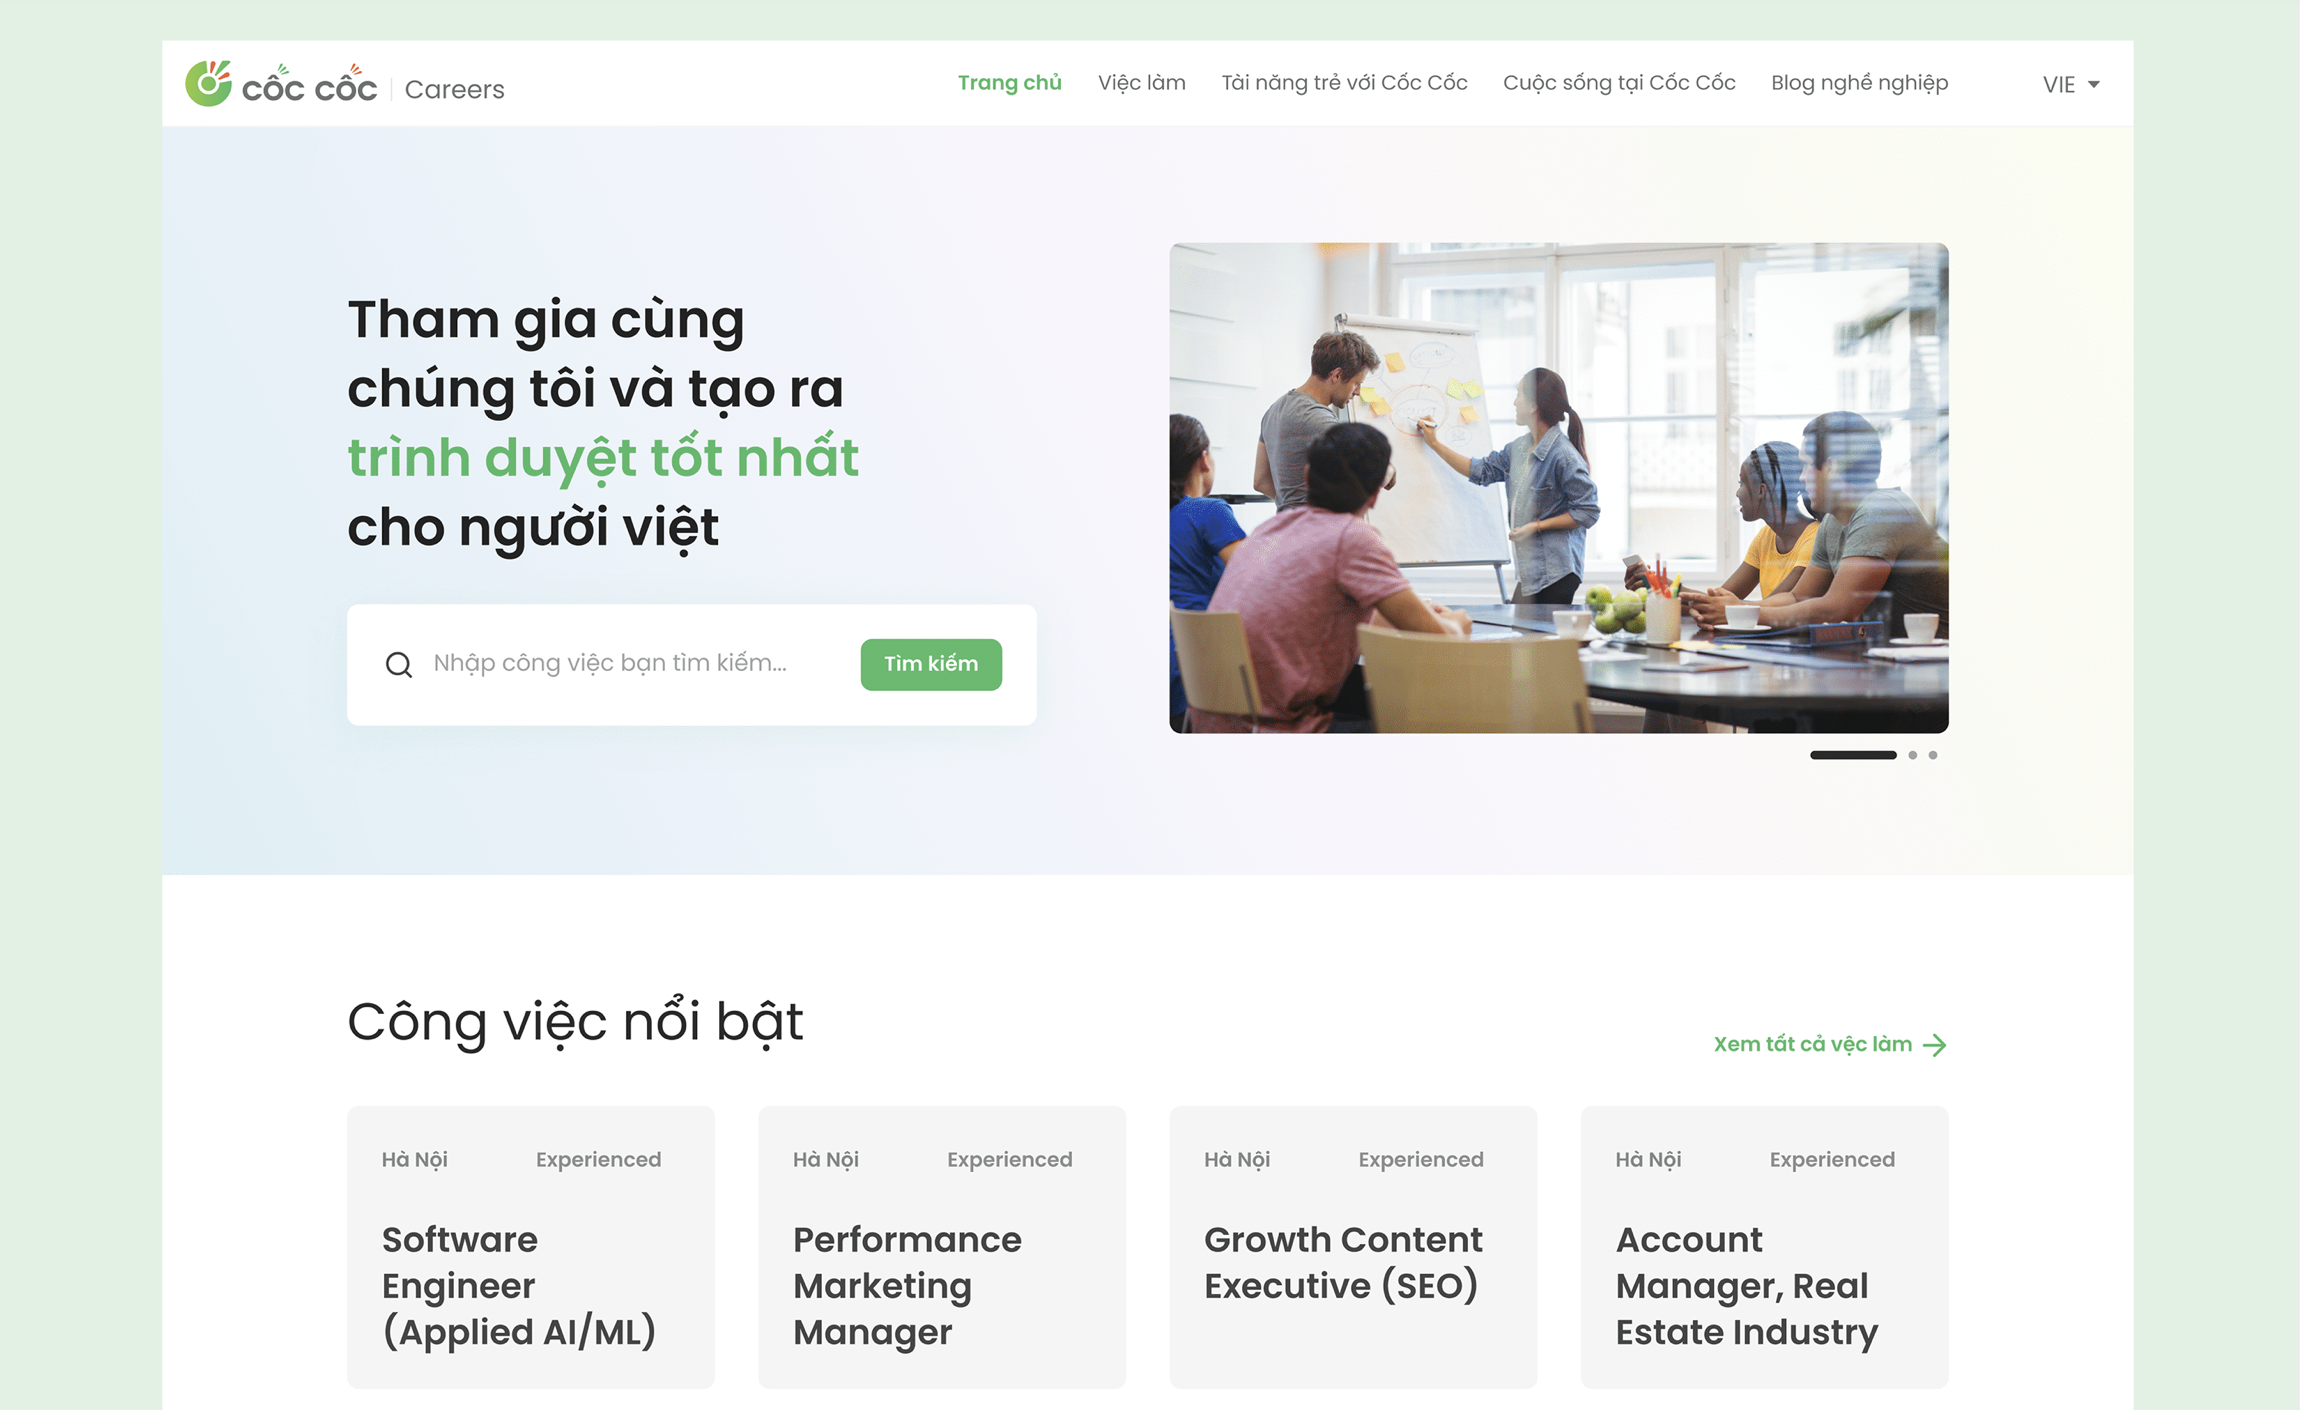 cốc cốc Careers
Trang chủ Việc làm Tài năng trẻ với Cốc Cốc Cuộc sống tại Cốc Cốc Blog nghề nghiệp VIE
Tham gia cùng
chúng tôi và tạo ra
trình duyệt tốt nhất
cho người việt
Nhập công việc bạn tìm kiếm...
Tìm kiếm
Công việc nổi bật
Xem tất cả vệc làm
Hà Nội Experienced
Software
Engineer
(Applied AI/ML)
Hà Nội Experienced
Performance
Marketing
Manager
Hà Nội Experienced
Growth Content
Executive (SEO)
Hà Nội Experienced
Account
Manager, Real
Estate Industry